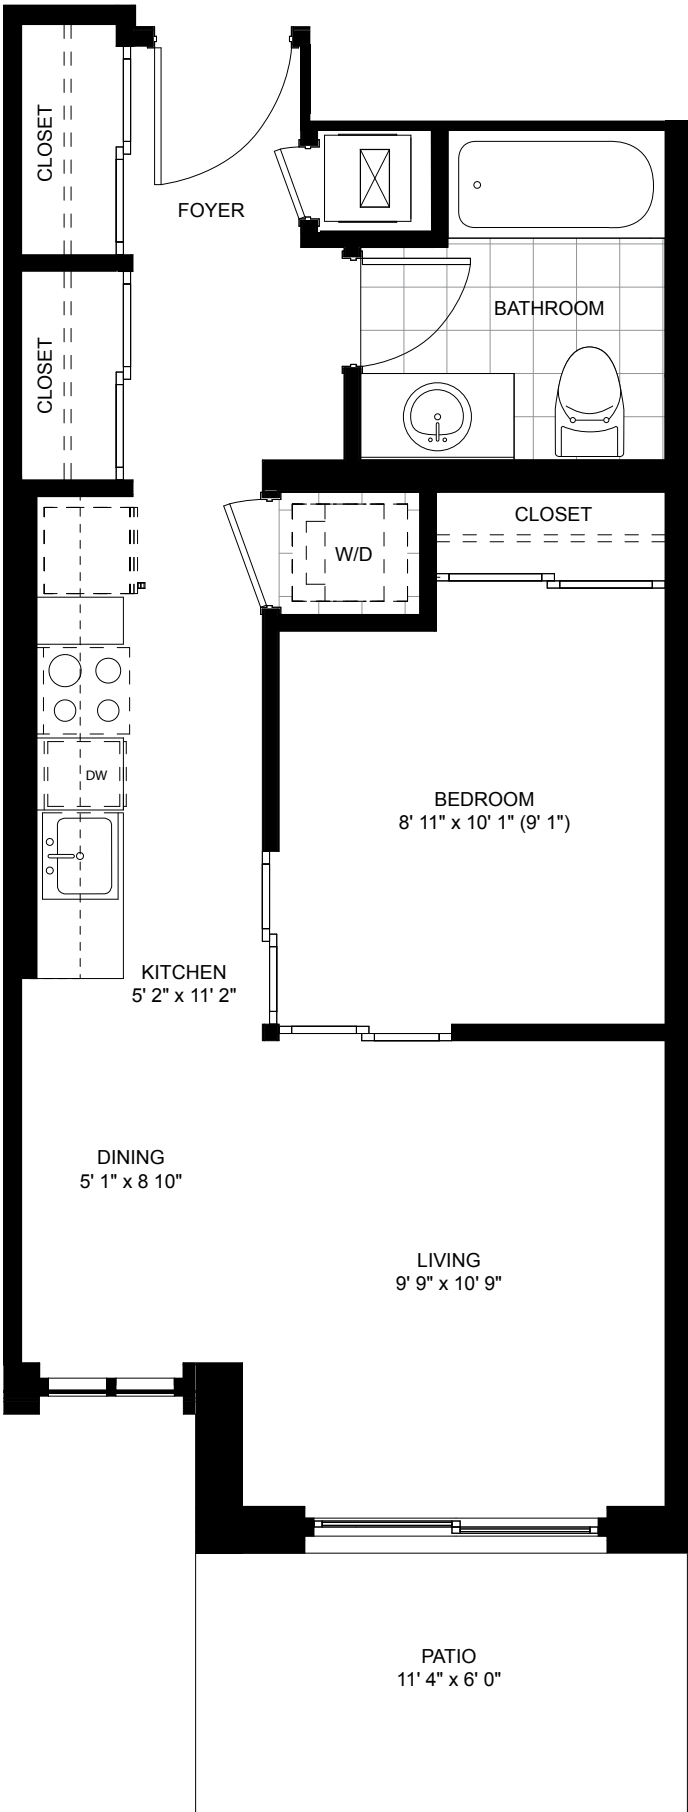 CLOSET
FOYER
BATHROOM
CLOSET
CLOSET
W/D
DW
BEDROOM
8' 11" x 10' 1" (9' 1")
KITCHEN
5' 2" x 11' 2"
DINING
5' 1" x 8 10"
LIVING
9' 9" x 10' 9"
PATIO
11' 4" x 6' 0"